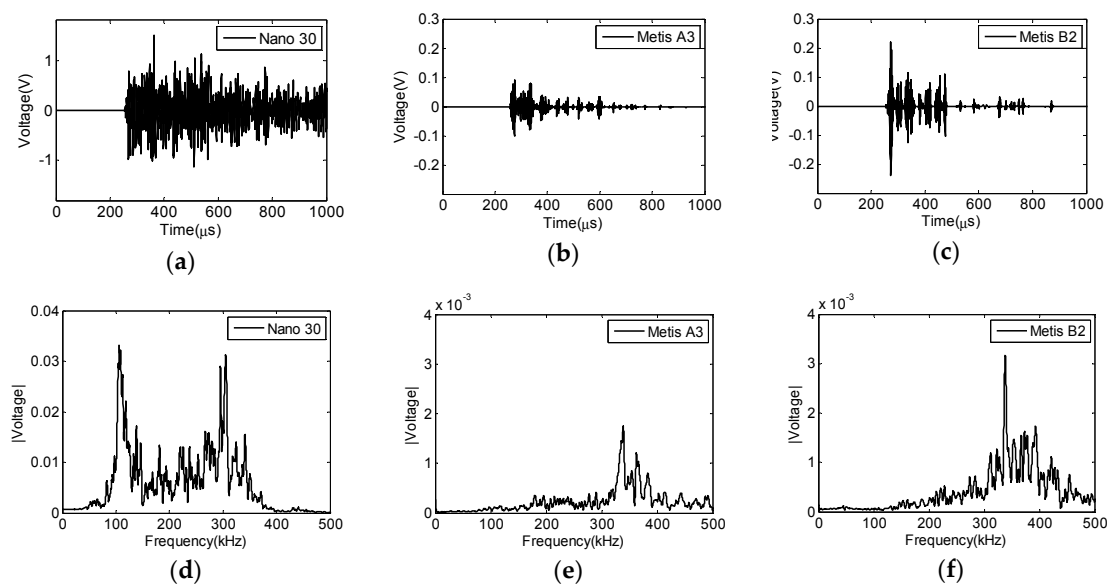 Nano 30
1
0
-1
Voltage(V)
0 200 400 600 800 1000
Time(μs)
(a)
Metis A3
0.3
0.2
0.1
0
-0.1
-0.2
Voltage(V)
0 200 400 600 800 1000
Time(μs)
(b)
Metis B2
0.3
0.2
0.1
0
-0.1
-0.2
Voltage(V)
0 200 400 600 800 1000
Time(μs)
(c)
Nano 30
0.04
0.03
0.02
0.01
0
|Voltage|
0 100 200 300 400 500
Frequency(kHz)
(d)
x 10-3
Metis A3
4
2
0
|Voltage|
0 100 200 300 400 500
Frequency(kHz)
(e)
x 10-3
Metis B2
4
2
0
|Voltage|
0 100 200 300 400 500
Frequency(kHz)
(f)